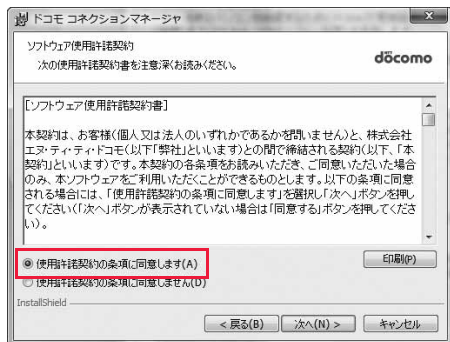 ドコモ コネクションマネージャ
ソフトウェア使用許諾契約
次の使用許諾契約書を注意深くお読みください。
döcomo
[ソフトウェア使用許諾契約書]
本契約は、お客様(個人又は法人のいずれかであるかを問いません)と、株式会社
エヌ・ティ・ティ・ドコモ(以下「弊社」といいます)との間で締結される契約(以下、「本
契約」といいます)です。本契約の各条項をお読みいただき、ご同意いただいた場合
のみ、本ソフトウェアをご利用いただくことができるものとします。以下の条項に同意
される場合には、「使用許諾契約の条項に同意します」を選択し「次へ」ボタンを押し
てください(「次へ」ボタンが表示されていない場合は「同意する」ボタンを押してくださ
い)。
使用許諾契約の条項に同意します(A)
印刷(P)
使用許諾契約の条項に同意しません(D)
InstallShield
< 戻る(B)
次へ(N) >
キャンセル